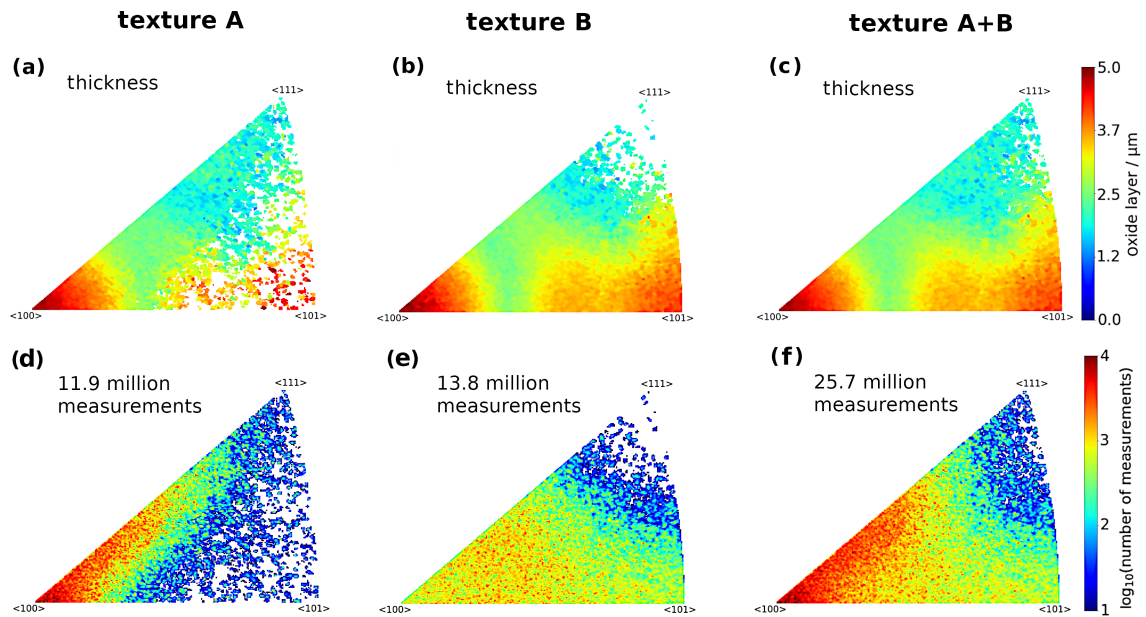 texture A
texture B
texture A+B
(a)
thickness
<111>
<100>
<101>
(b)
thickness
<111>
<100>
<101>
(c)
thickness
<111>
<100>
<101>
5.0
3.7
2.5
1.2
0.0
oxide layer / μm
(d)
11.9 million
measurements
<111>
<100>
<101>
(e)
13.8 million
measurements
<111>
<100>
<101>
(f)
25.7 million
measurements
<111>
<100>
<101>
4
3
2
1
log₁₀(number of measurements)